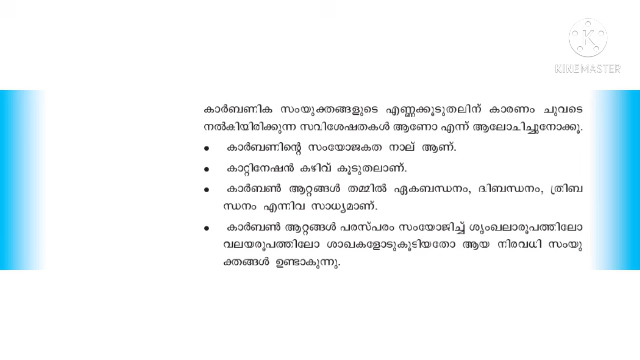 KINEMASTER
കാർബണിക സംയുക്തങ്ങളുടെ എണ്ണക്കൂടുതലിന് കാരണം ചുവടെ
നൽകിയിരിക്കുന്ന സവിശേഷതകൾ ആണോ എന്ന് ആലോചിച്ചുനോക്കൂ.
• കാർബണിന്റെ സംയോജകത നാല് ആണ്.
• കാറ്റിനേഷൻ കഴിവ് കൂടുതലാണ്.
• കാർബൺ ആറ്റങ്ങൾ തമ്മിൽ ഏകബന്ധനം, ദ്വിബന്ധനം, ത്രിബ
ന്ധനം എന്നിവ സാധ്യമാണ്.
• കാർബൺ ആറ്റങ്ങൾ പരസ്പരം സംയോജിച്ച് ശൃംഖലാരൂപത്തിലോ
വലയരൂപത്തിലോ ശാഖകളോടുകൂടിയതോ ആയ നിരവധി സംയു
ക്തങ്ങൾ ഉണ്ടാകുന്നു.